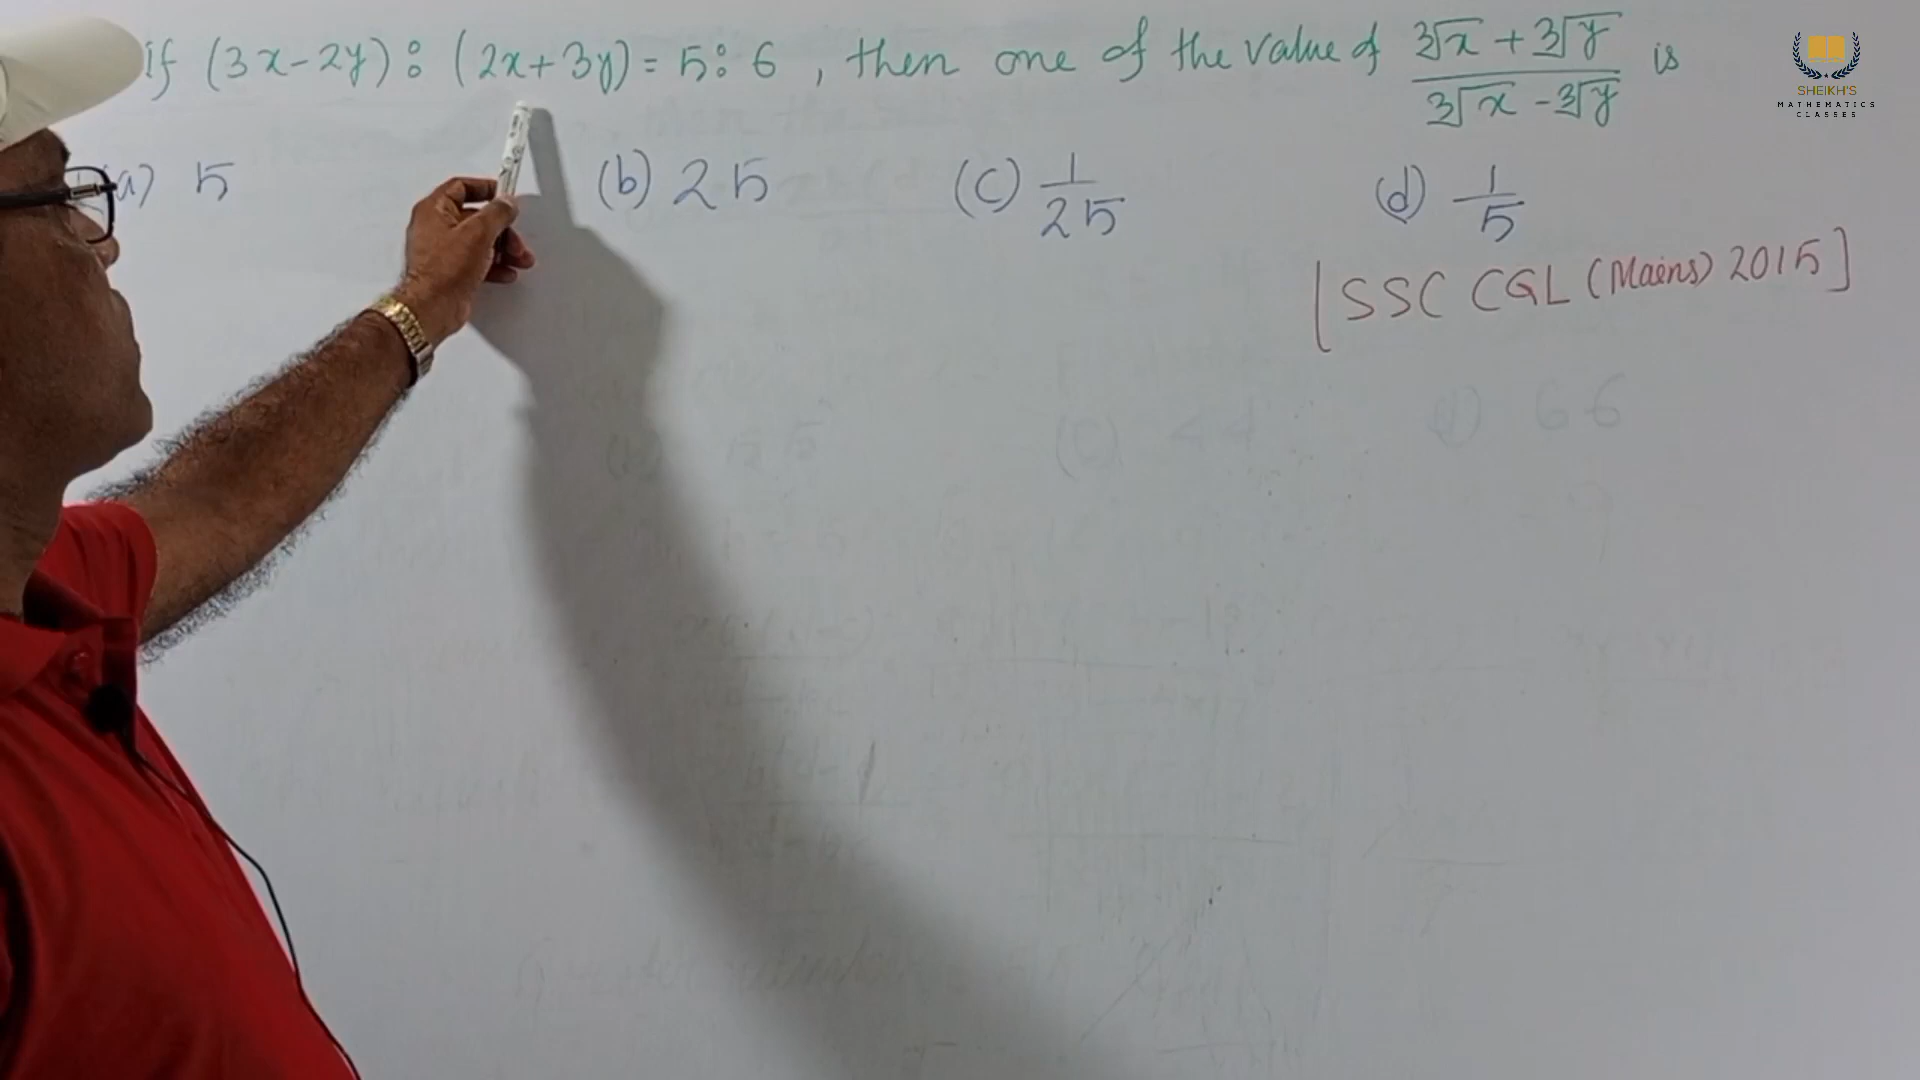 if (3x-2y) : (2x+3y) = 5:6 , then one of the value of (∛x + ∛y)/(∛x - ∛y) is
(a) 5 (b) 25 (c) 1/25 (d) 1/5
[SSC CGL (Mains) 2015]
SHEIKH'S
MATHEMATICS
CLASSES